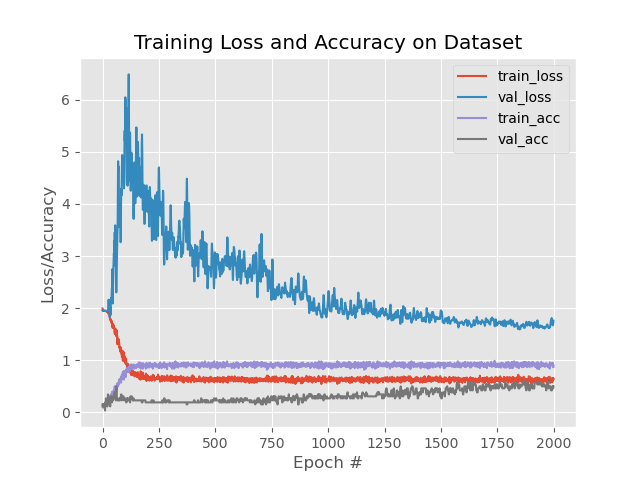 Training Loss and Accuracy on Dataset
train_loss
val_loss
train_acc
val_acc
Loss/Accuracy
6
5
4
3
2
1
0
0 250 500 750 1000 1250 1500 1750 2000
Epoch #